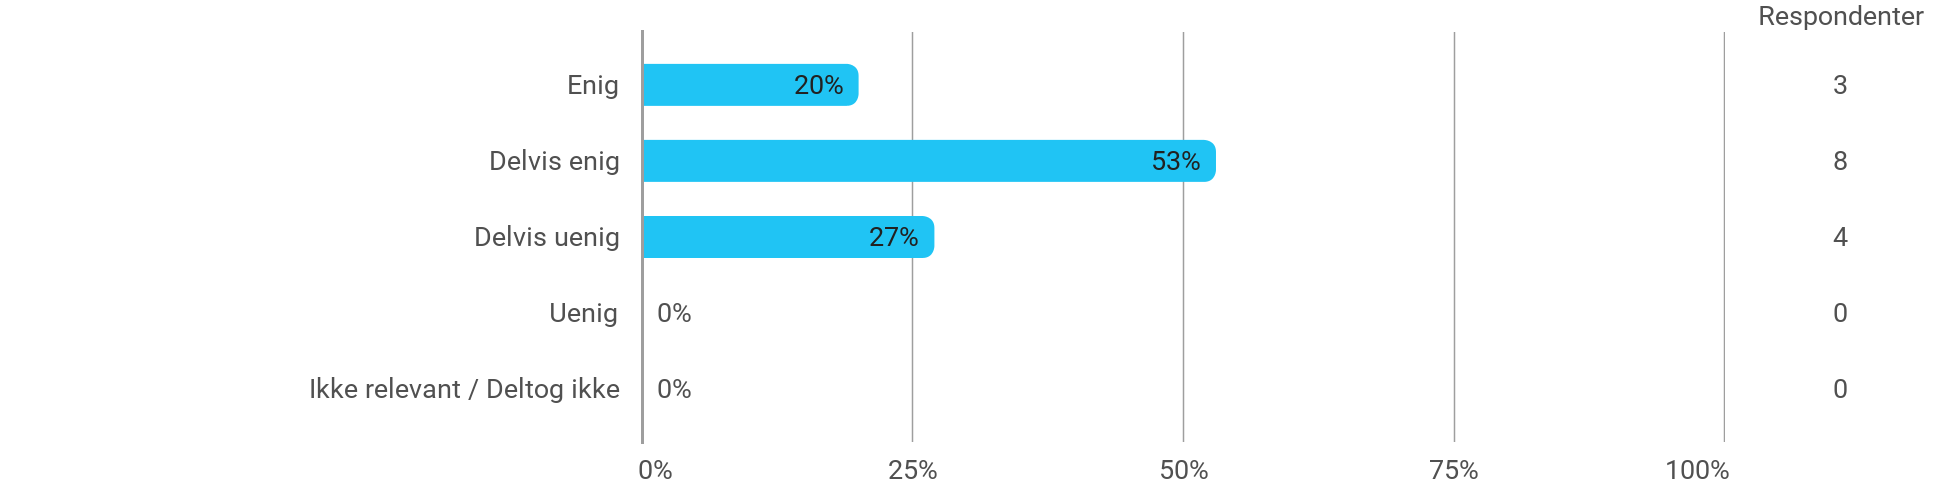 Respondenter
Enig 20% 3
Delvis enig 53% 8
Delvis uenig 27% 4
Uenig 0% 0
Ikke relevant / Deltog ikke 0% 0
0% 25% 50% 75% 100%